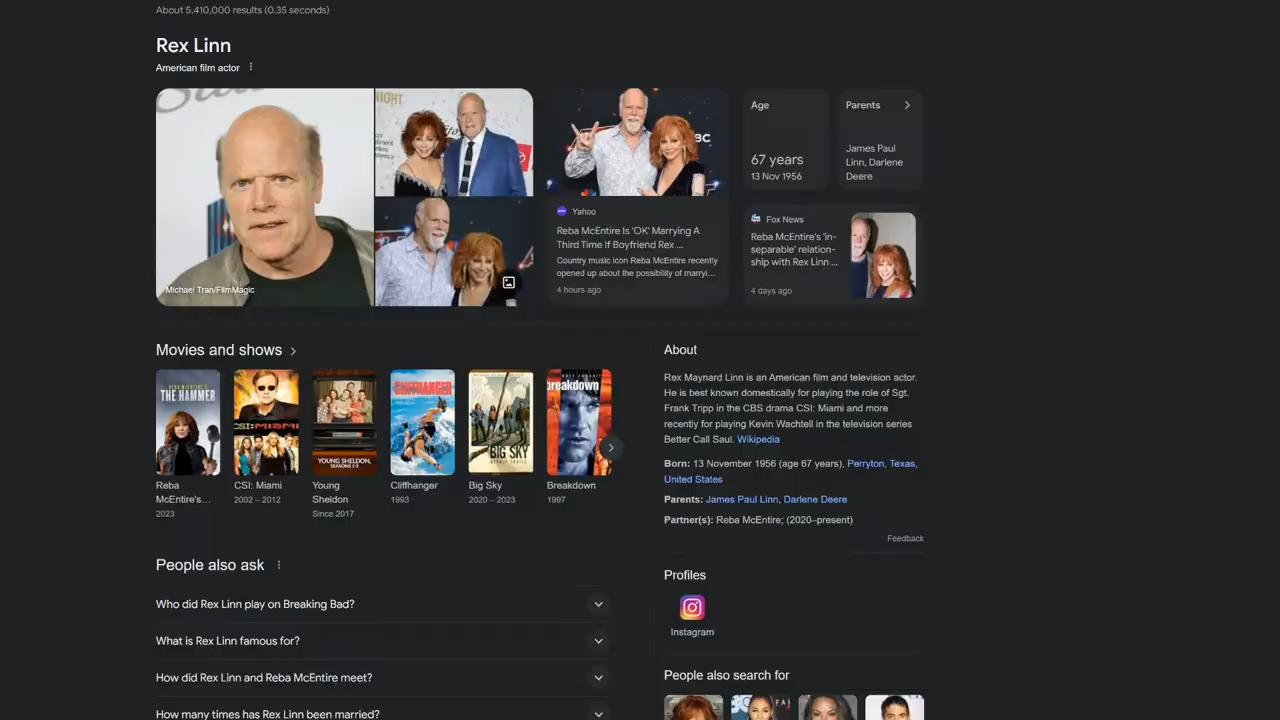 About 5,410,000 results (0.35 seconds)
Rex Linn
American film actor
Michael Tran/FilmMagic
NIGHT
BC
Yahoo
Reba McEntire Is 'OK' Marrying A
Third Time If Boyfriend Rex ...
Country music icon Reba McEntire recently
opened up about the possibility of marryi...
4 hours ago
Age
67 years
13 Nov 1956
Parents
James Paul
Linn, Darlene
Deere
Fox News
Reba McEntire's 'in-
separable' relation-
ship with Rex Linn ...
4 days ago
Movies and shows
REBA McENTIRE'S
THE HAMMER
CSI: MIAMI
YOUNG SHELDON,
SEASONS 1-3
CLIFFHANGER
BIG SKY
breakdown
Reba
McEntire's...
2023
CSI: Miami
2002 – 2012
Young
Sheldon
Since 2017
Cliffhanger
1993
Big Sky
2020 – 2023
Breakdown
1997
People also ask
Who did Rex Linn play on Breaking Bad?
What is Rex Linn famous for?
How did Rex Linn and Reba McEntire meet?
How many times has Rex Linn been married?
About
Rex Maynard Linn is an American film and television actor.
He is best known domestically for playing the role of Sgt.
Frank Tripp in the CBS drama CSI: Miami and more
recently for playing Kevin Wachtell in the television series
Better Call Saul. Wikipedia
Born: 13 November 1956 (age 67 years), Perryton, Texas,
United States
Parents: James Paul Linn, Darlene Deere
Partner(s): Reba McEntire; (2020–present)
Feedback
Profiles
Instagram
People also search for